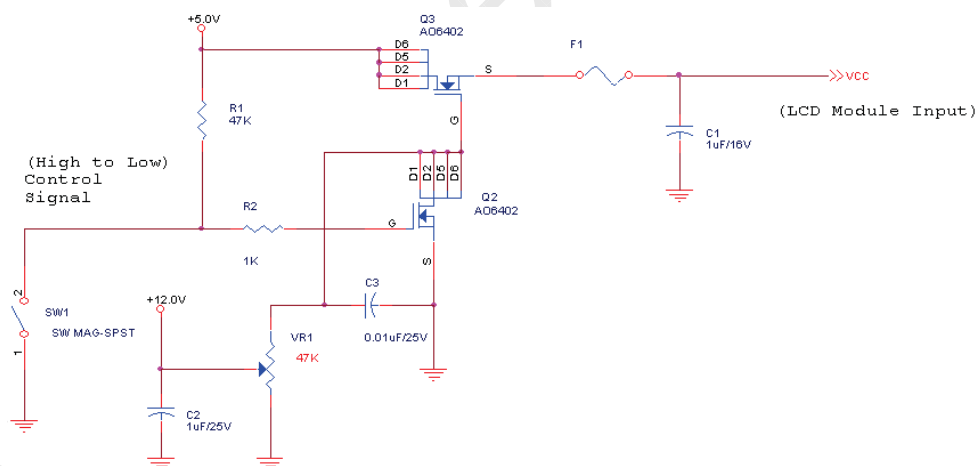 +5.0V
Q3
AO6402
D6
D5
D2
D1
S
G
F1
VCC
(LCD Module Input)
C1
1uF/16V
R1
47K
(High to Low)
Control
Signal
R2
1K
G
D1
D2
D5
D6
Q2
AO6402
S
2
SW1
SW MAG-SPST
1
+12.0V
C3
0.01uF/25V
VR1
47K
C2
1uF/25V